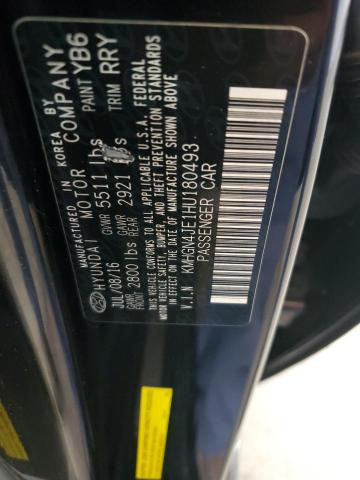 MANUFACTURED IN KOREA BY
HYUNDAI MOTOR COMPANY
JUL/08/16 GVWR 5511 lbs PAINT YB6
GAWR FRONT 2800 lbs GAWR REAR 2921 lbs TRIM RRY
THIS VEHICLE CONFORMS TO ALL APPLICABLE U.S.A. FEDERAL
MOTOR VEHICLE SAFETY, BUMPER, AND THEFT PREVENTION STANDARDS
IN EFFECT ON THE DATE OF MANUFACTURE SHOWN ABOVE
V.I.N KMHGN4JE1HU180493
PASSENGER CAR